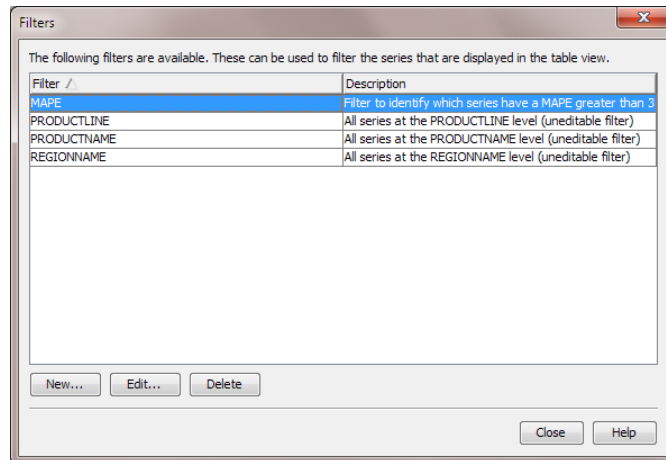 Filters
The following filters are available. These can be used to filter the series that are displayed in the table view.
Filter Description
MAPE Filter to identify which series have a MAPE greater than 3
PRODUCTLINE All series at the PRODUCTLINE level (uneditable filter)
PRODUCTNAME All series at the PRODUCTNAME level (uneditable filter)
REGIONNAME All series at the REGIONNAME level (uneditable filter)
New... Edit... Delete
Close Help